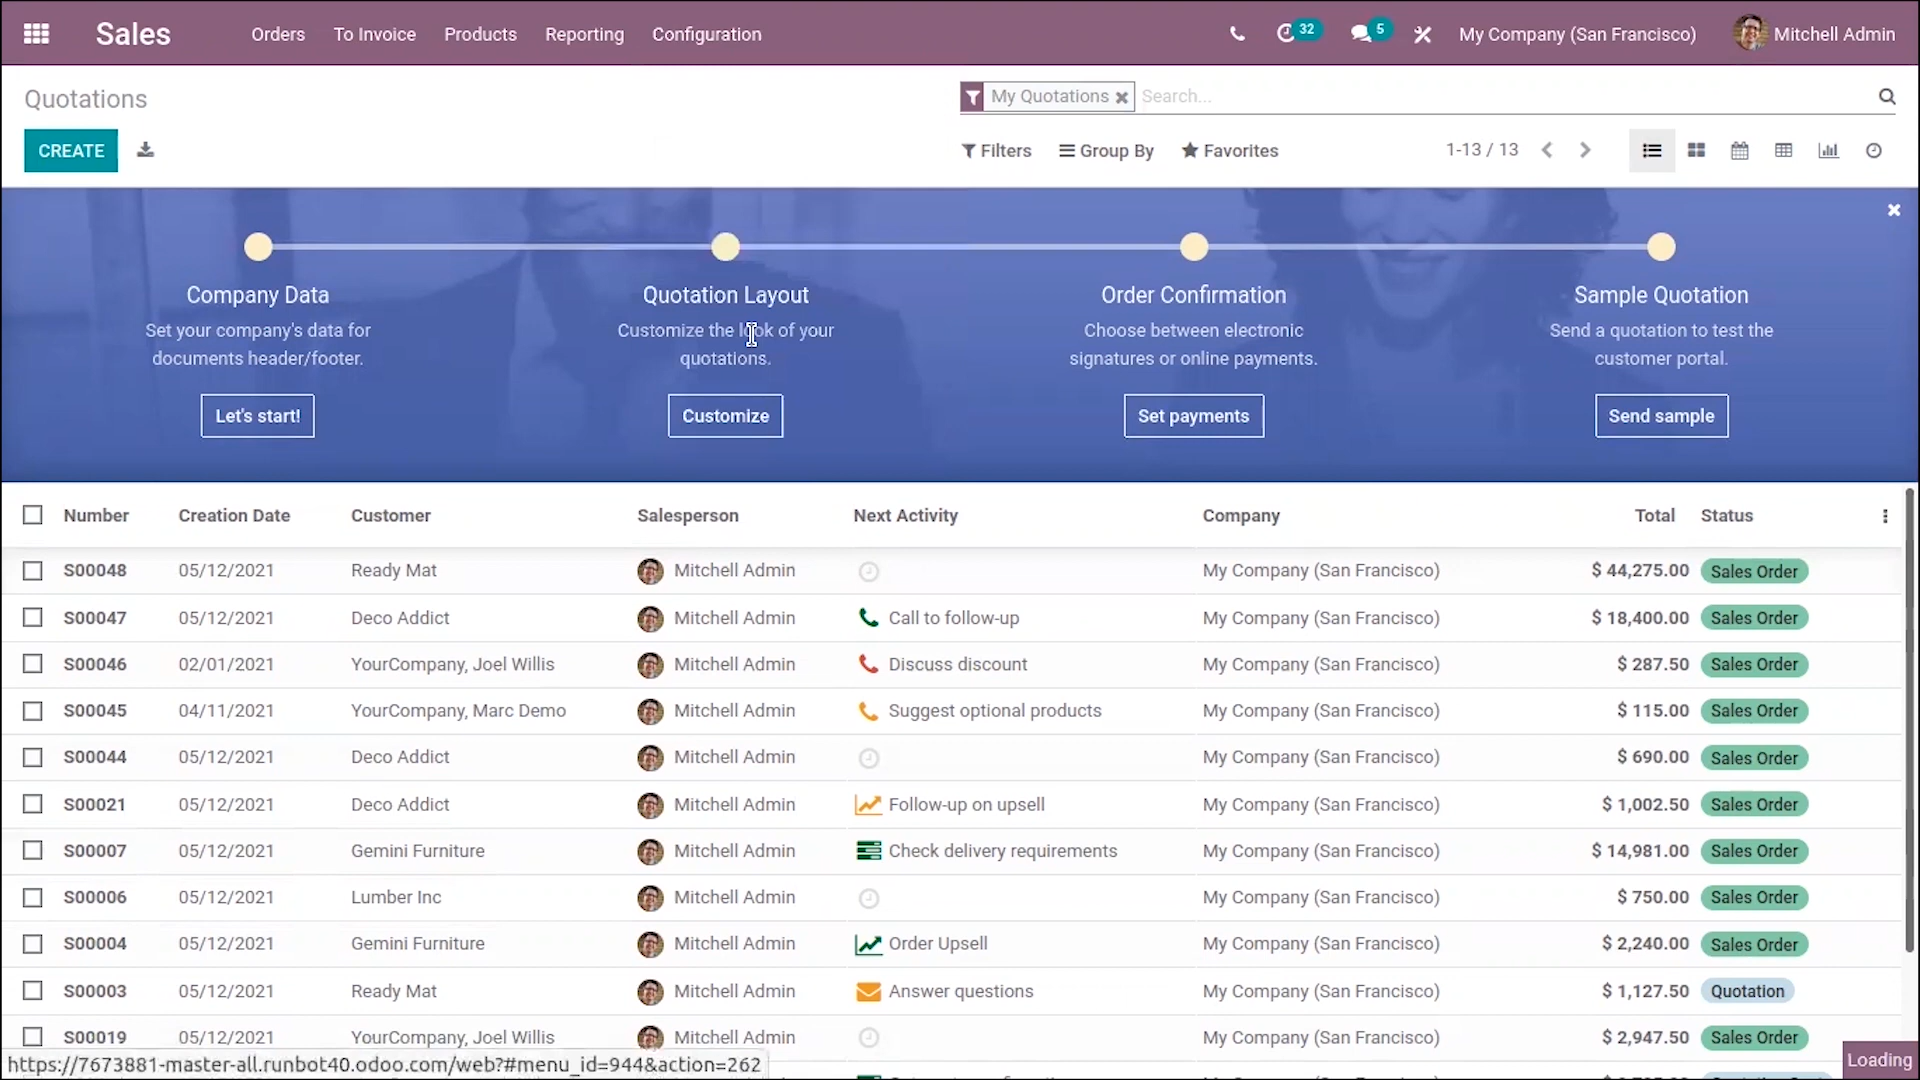 Sales Orders To Invoice Products Reporting Configuration 32 5 My Company (San Francisco) Mitchell Admin
Quotations My Quotations Search...
CREATE Filters Group By Favorites 1-13 / 13
Company Data Quotation Layout Order Confirmation Sample Quotation
Set your company's data for Customize the look of your Choose between electronic Send a quotation to test the
documents header/footer. quotations. signatures or online payments. customer portal.
Let's start! Customize Set payments Send sample
Number Creation Date Customer Salesperson Next Activity Company Total Status
S00048 05/12/2021 Ready Mat Mitchell Admin My Company (San Francisco) $ 44,275.00 Sales Order
S00047 05/12/2021 Deco Addict Mitchell Admin Call to follow-up My Company (San Francisco) $ 18,400.00 Sales Order
S00046 02/01/2021 YourCompany, Joel Willis Mitchell Admin Discuss discount My Company (San Francisco) $ 287.50 Sales Order
S00045 04/11/2021 YourCompany, Marc Demo Mitchell Admin Suggest optional products My Company (San Francisco) $ 115.00 Sales Order
S00044 05/12/2021 Deco Addict Mitchell Admin My Company (San Francisco) $ 690.00 Sales Order
S00021 05/12/2021 Deco Addict Mitchell Admin Follow-up on upsell My Company (San Francisco) $ 1,002.50 Sales Order
S00007 05/12/2021 Gemini Furniture Mitchell Admin Check delivery requirements My Company (San Francisco) $ 14,981.00 Sales Order
S00006 05/12/2021 Lumber Inc Mitchell Admin My Company (San Francisco) $ 750.00 Sales Order
S00004 05/12/2021 Gemini Furniture Mitchell Admin Order Upsell My Company (San Francisco) $ 2,240.00 Sales Order
S00003 05/12/2021 Ready Mat Mitchell Admin Answer questions My Company (San Francisco) $ 1,127.50 Quotation
S00019 05/12/2021 YourCompany, Joel Willis Mitchell Admin My Company (San Francisco) $ 2,947.50 Sales Order
https://7673881-master-all.runbot40.odoo.com/web?#menu_id=944&action=262 Loading